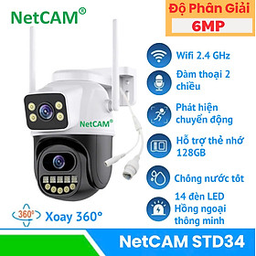 NetCAM®
Độ Phân Giải
6MP
Wifi 2.4 GHz
Đàm thoại 2
chiều
Phát hiện
chuyển động
Hỗ trợ thẻ nhớ
128GB
Chống nước tốt
14 đèn LED
Hồng ngoại
thông minh
NetCAM®
360°
Xoay 360°
NetCAM STD34